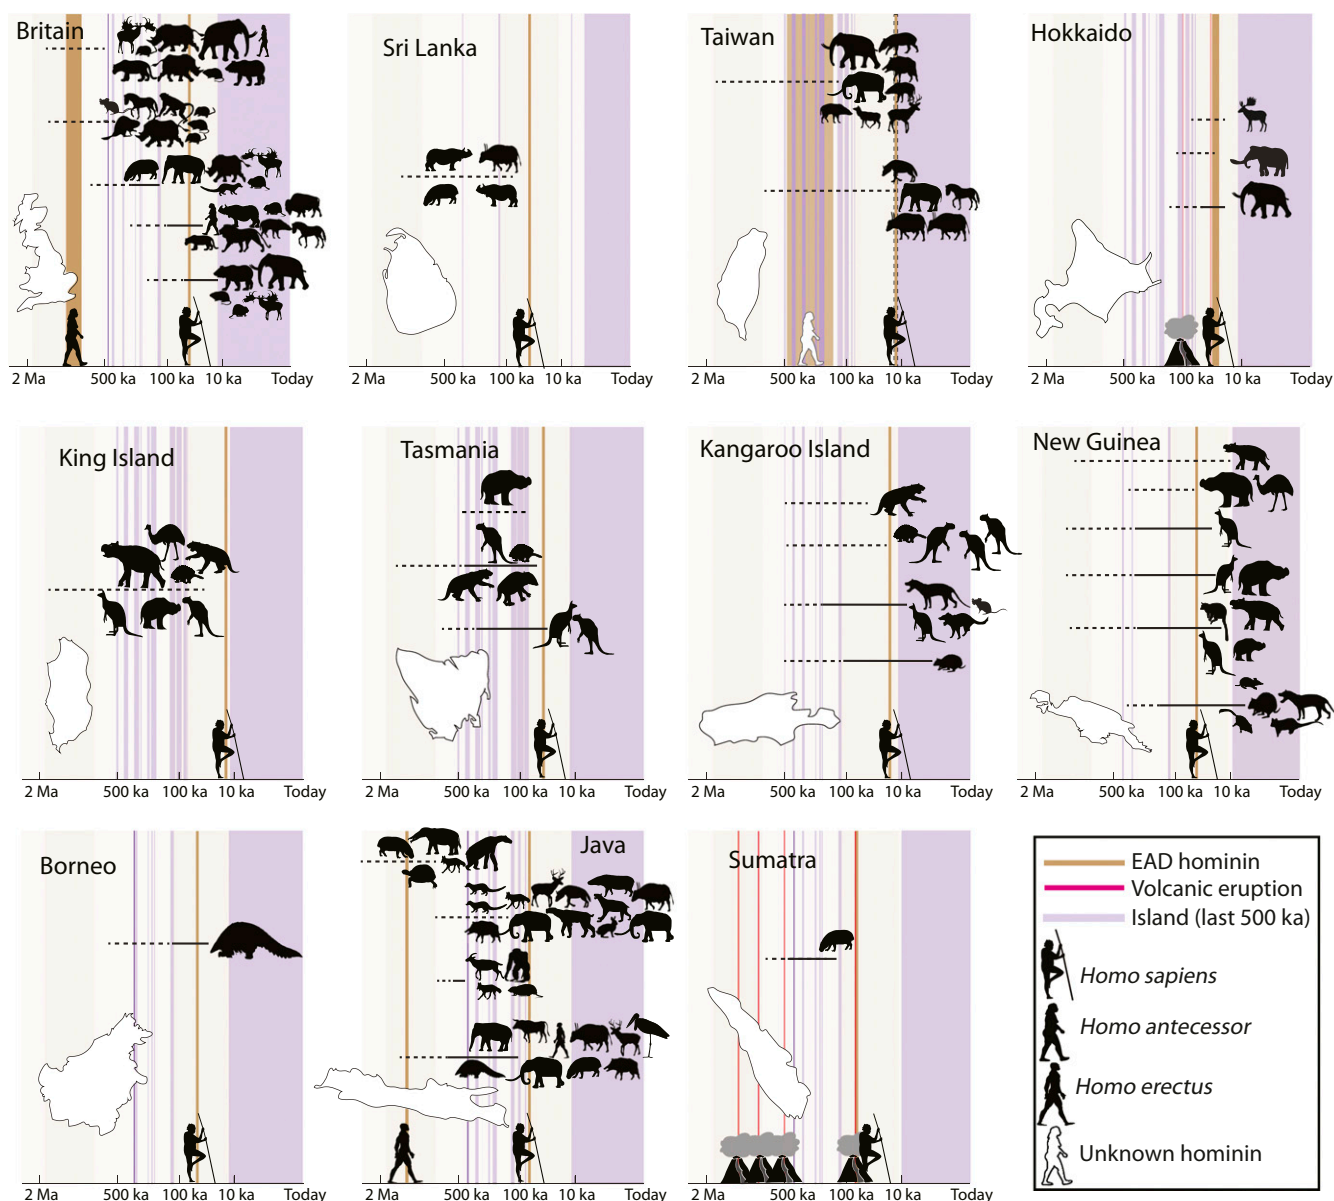 Britain
2 Ma 500 ka 100 ka 10 ka Today
Sri Lanka
2 Ma 500 ka 100 ka 10 ka Today
Taiwan
2 Ma 500 ka 100 ka 10 ka Today
Hokkaido
2 Ma 500 ka 100 ka 10 ka Today
King Island
2 Ma 500 ka 100 ka 10 ka Today
Tasmania
2 Ma 500 ka 100 ka 10 ka Today
Kangaroo Island
2 Ma 500 ka 100 ka 10 ka Today
New Guinea
2 Ma 500 ka 100 ka 10 ka Today
Borneo
2 Ma 500 ka 100 ka 10 ka Today
Java
2 Ma 500 ka 100 ka 10 ka Today
Sumatra
2 Ma 500 ka 100 ka 10 ka Today
EAD hominin
Volcanic eruption
Island (last 500 ka)
Homo sapiens
Homo antecessor
Homo erectus
Unknown hominin